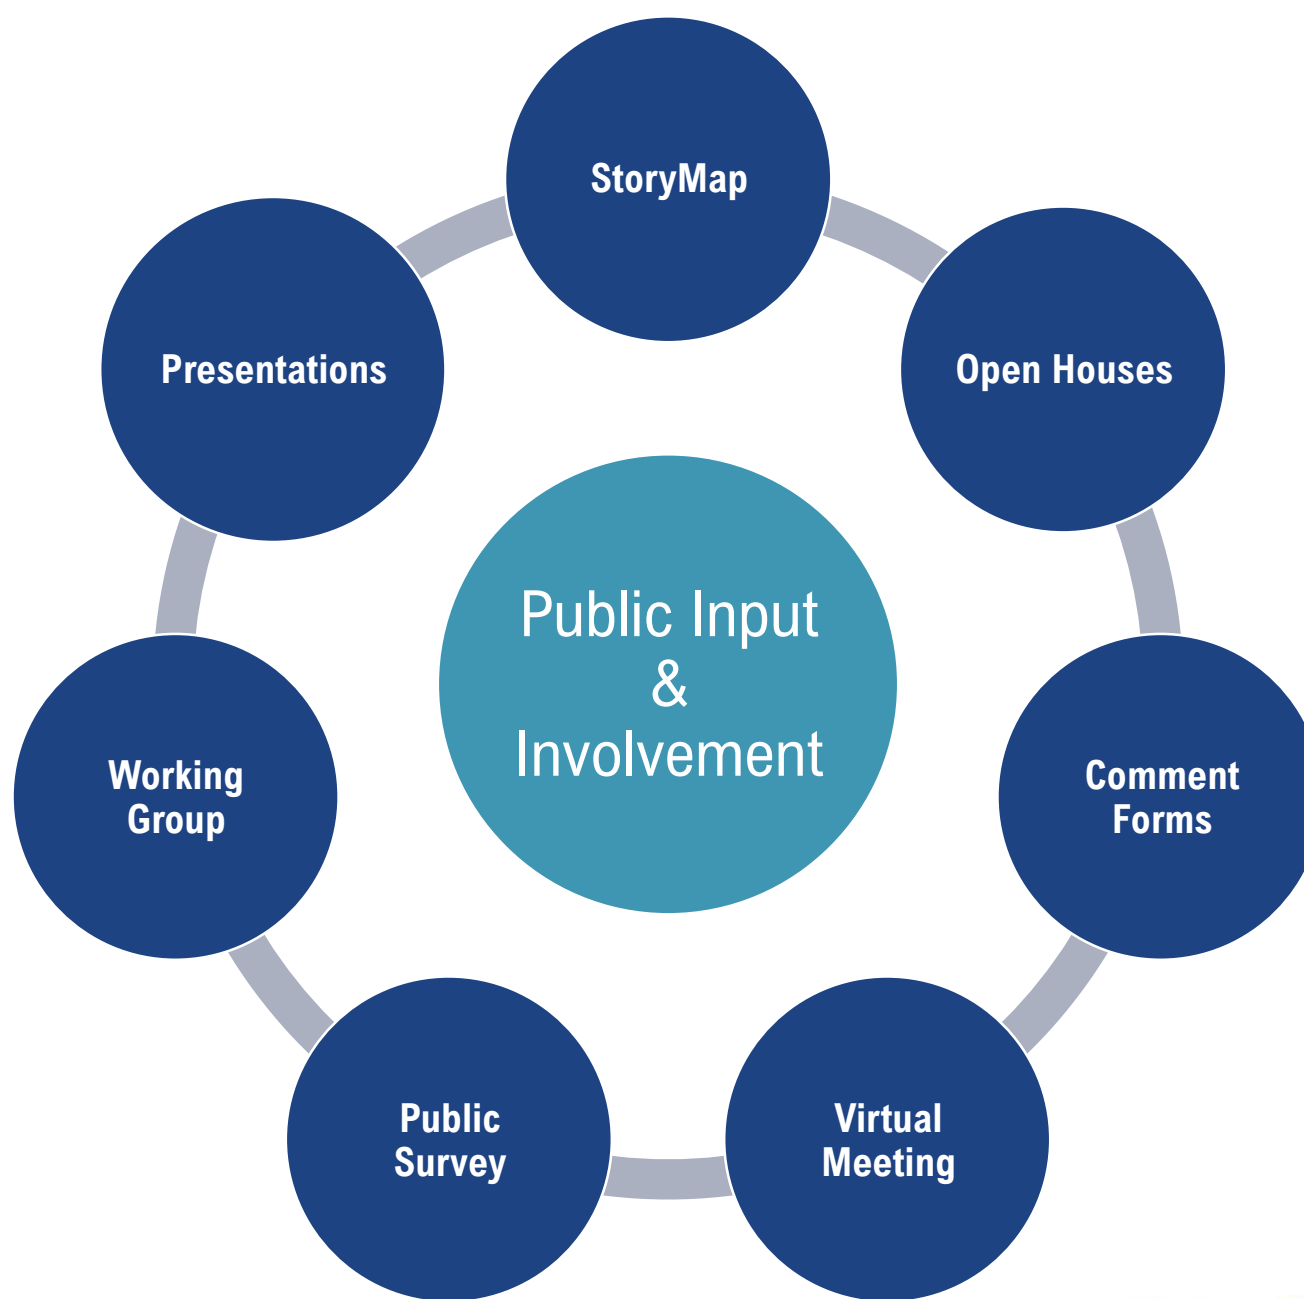 StoryMap
Open Houses
Comment
Forms
Virtual
Meeting
Public
Survey
Working
Group
Presentations
Public Input
&
Involvement